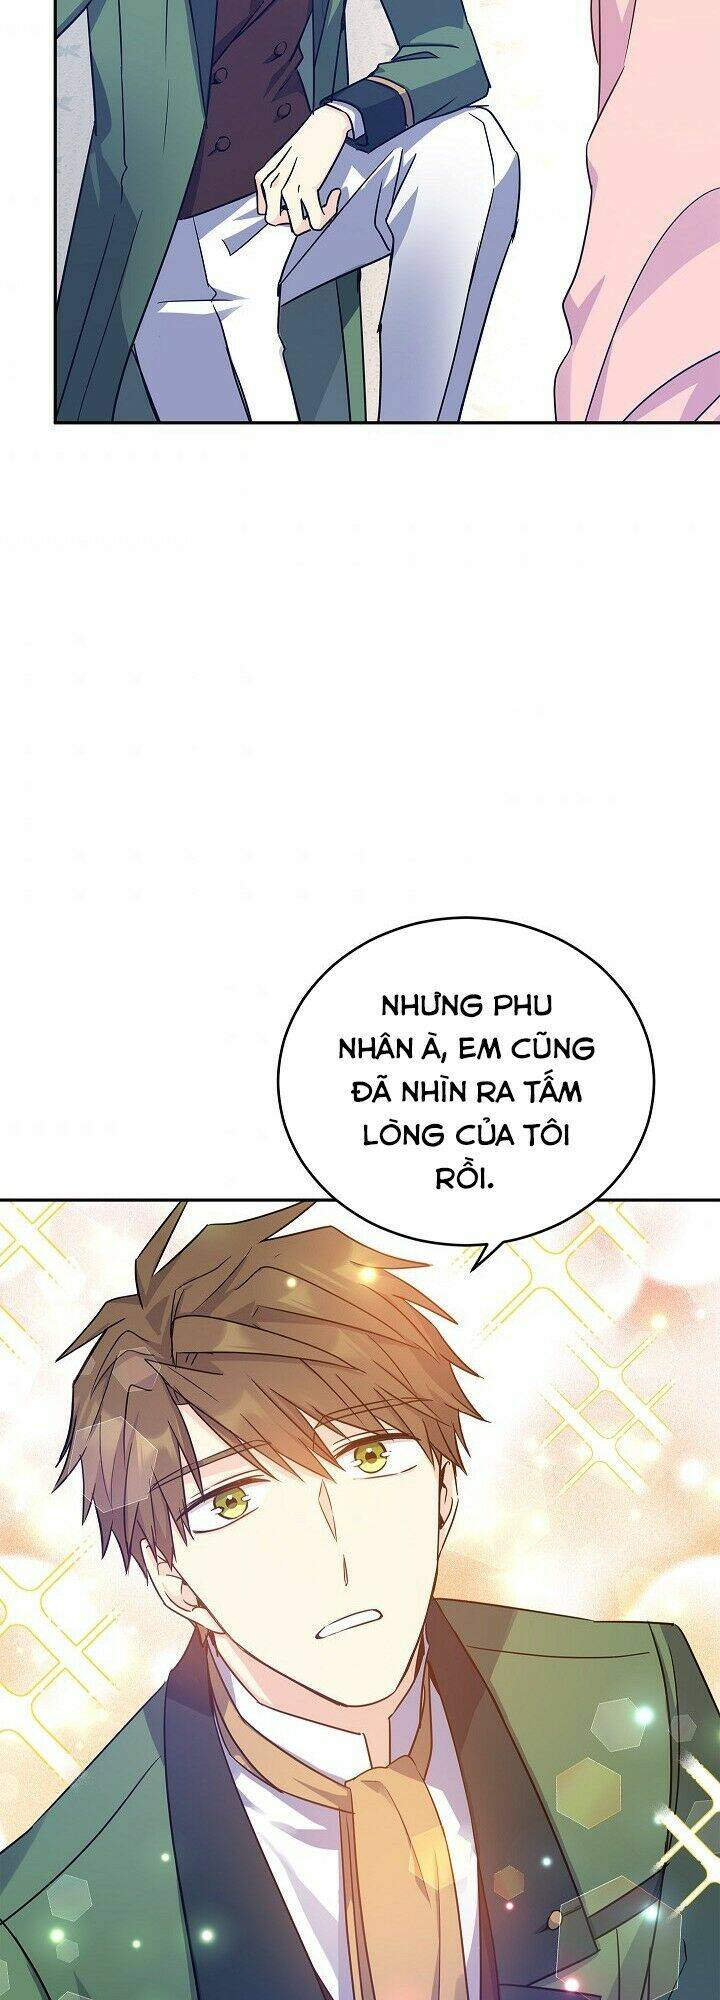 NHƯNG PHU
NHÂN À, EM CŨNG
ĐÃ NHÌN RA TẤM
LÒNG CỦA TÔI
RỒI.